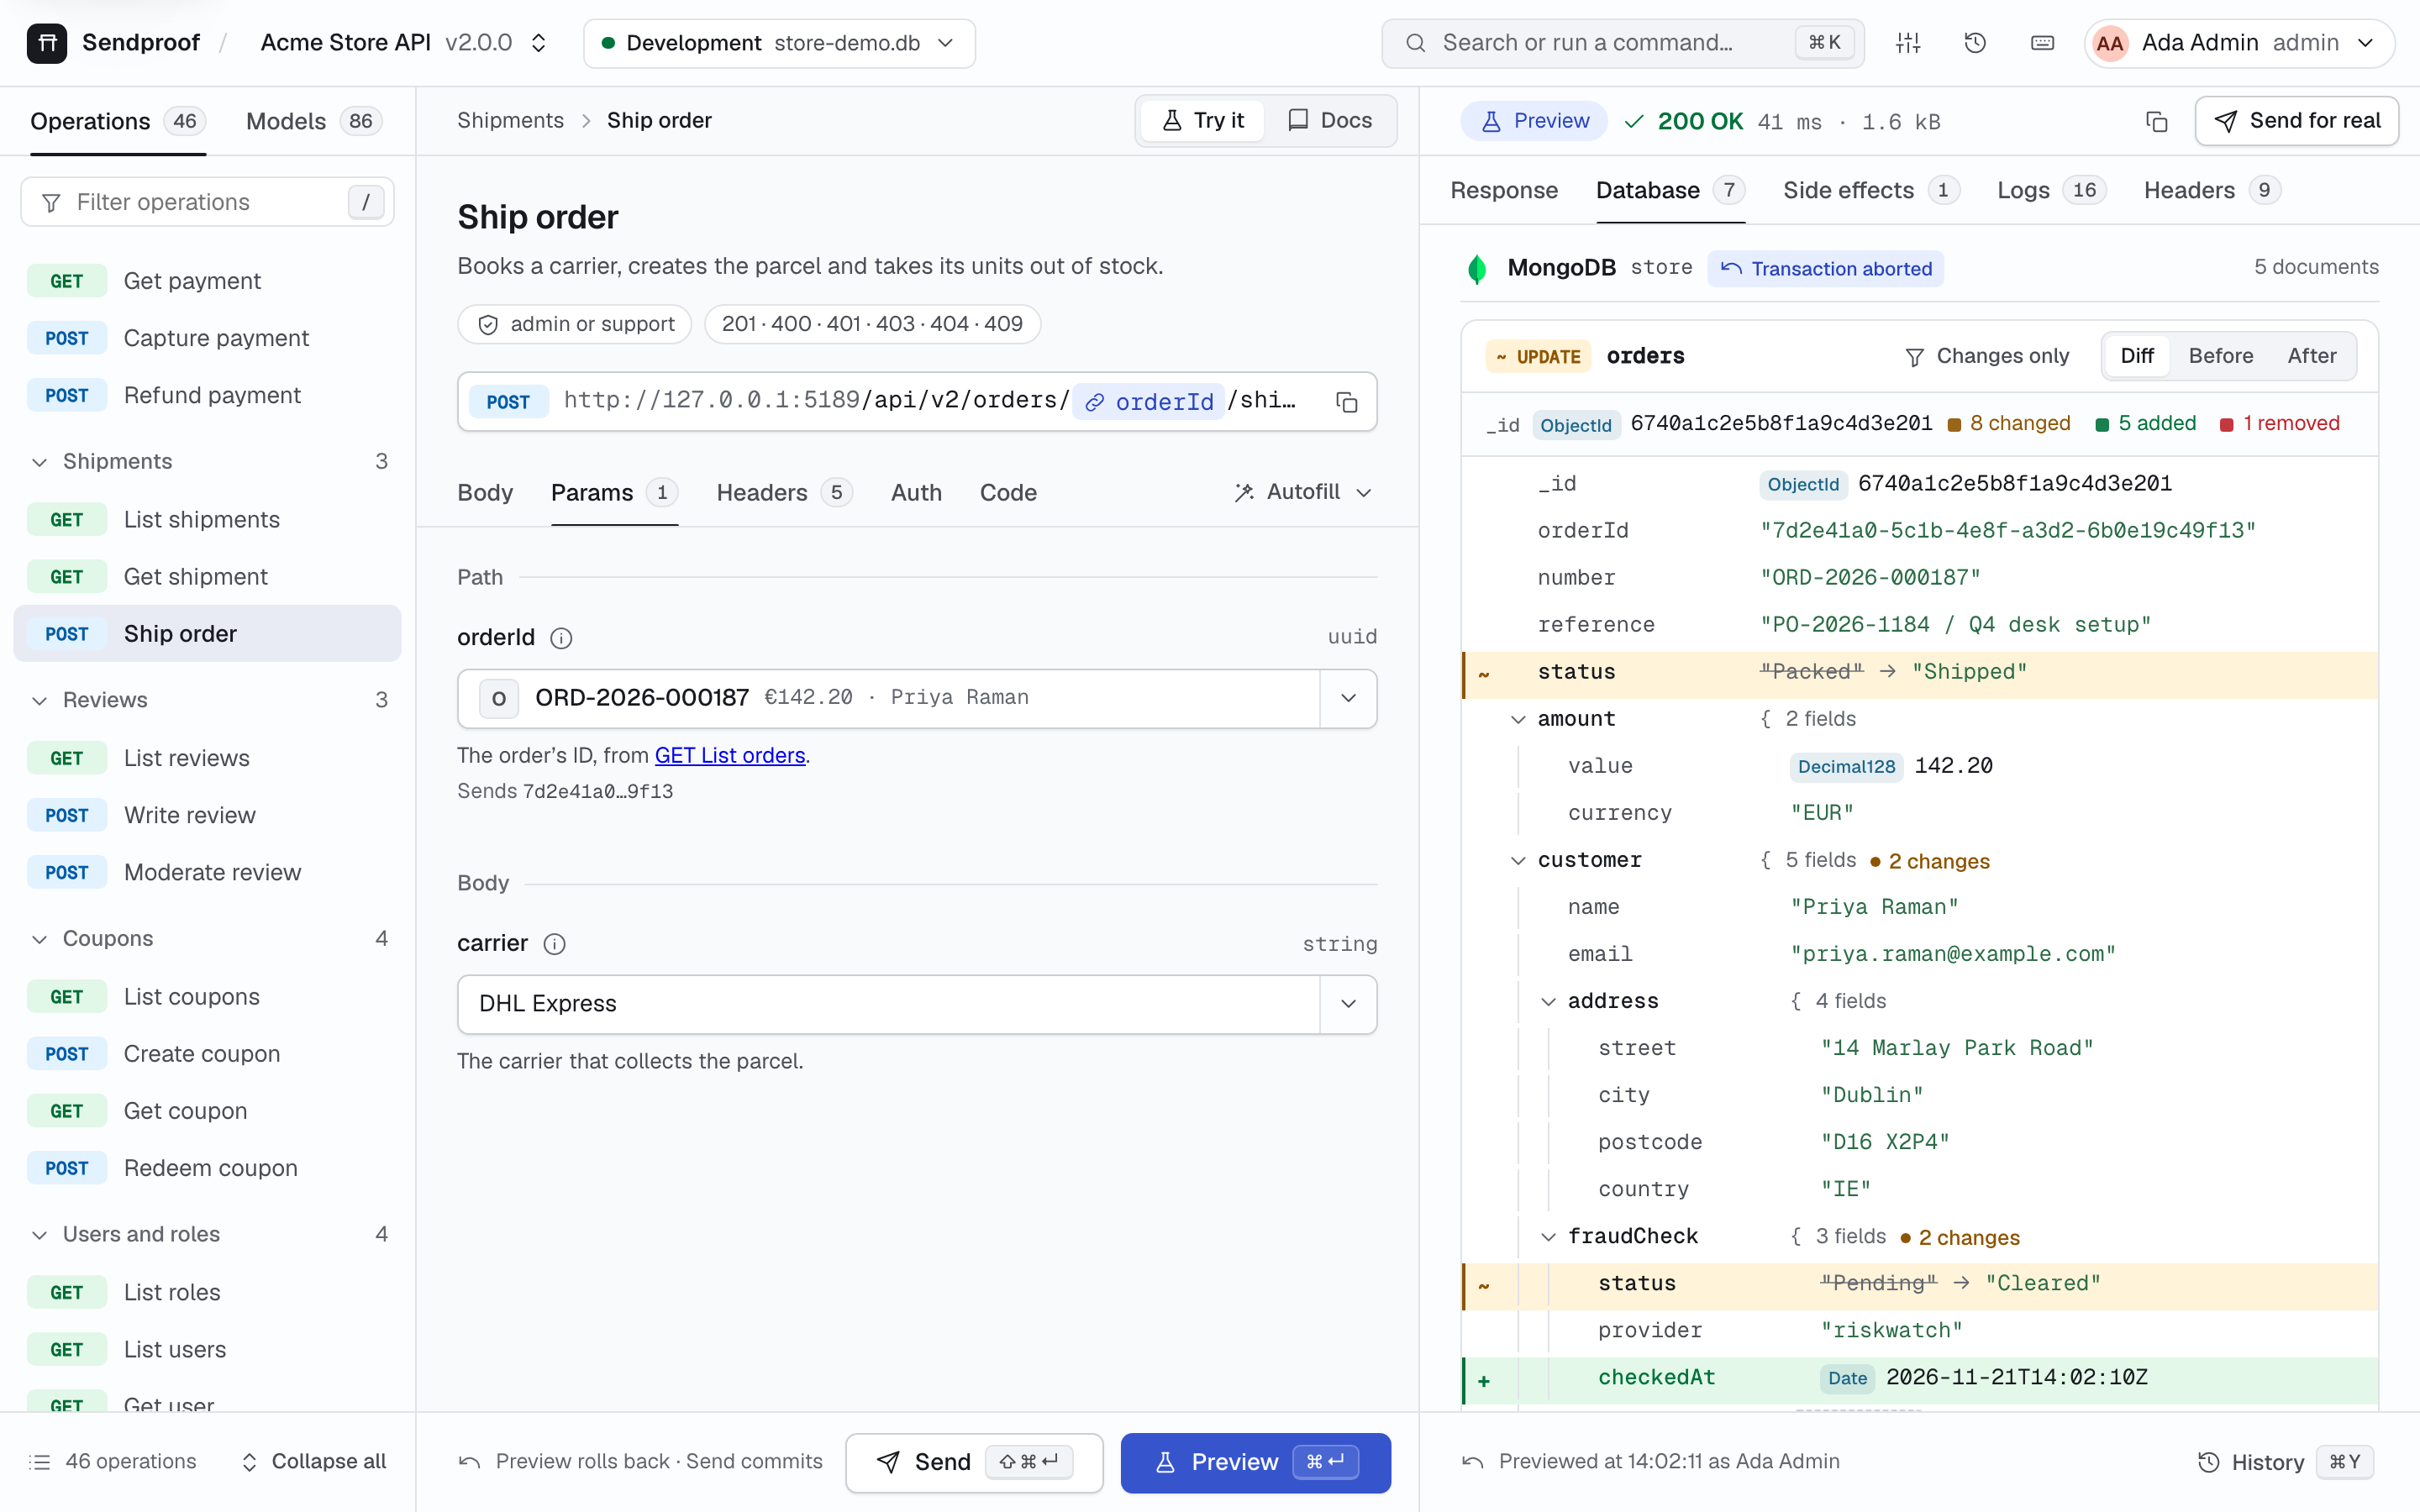 Sendproof / Acme Store API v2.0.0
Development store-demo.db
Search or run a command… ⌘K
AA Ada Admin admin
Operations 46 Models 86
Filter operations /
GET Get payment
POST Capture payment
POST Refund payment
Shipments 3
GET List shipments
GET Get shipment
POST Ship order
Reviews 3
GET List reviews
POST Write review
POST Moderate review
Coupons 4
GET List coupons
POST Create coupon
GET Get coupon
POST Redeem coupon
Users and roles 4
GET List roles
GET List users
GET Get user
46 operations Collapse all
Shipments > Ship order
Try it Docs
Ship order
Books a carrier, creates the parcel and takes its units out of stock.
admin or support 201 · 400 · 401 · 403 · 404 · 409
POST http://127.0.0.1:5189/api/v2/orders/ orderId /shi…
Body Params 1 Headers 5 Auth Code Autofill
Path
orderId uuid
O ORD-2026-000187 €142.20 · Priya Raman
The order’s ID, from GET List orders.
Sends 7d2e41a0…9f13
Body
carrier string
DHL Express
The carrier that collects the parcel.
Preview rolls back · Send commits
Send ⇧⌘↵
Preview ⌘↵
Preview 200 OK 41 ms · 1.6 kB
Send for real
Response Database 7 Side effects 1 Logs 16 Headers 9
MongoDB store Transaction aborted 5 documents
~ UPDATE orders Changes only Diff Before After
_id ObjectId 6740a1c2e5b8f1a9c4d3e201 8 changed 5 added 1 removed
_id ObjectId 6740a1c2e5b8f1a9c4d3e201
orderId "7d2e41a0-5c1b-4e8f-a3d2-6b0e19c49f13"
number "ORD-2026-000187"
reference "PO-2026-1184 / Q4 desk setup"
~ status "Packed" → "Shipped"
amount { 2 fields
value Decimal128 142.20
currency "EUR"
customer { 5 fields 2 changes
name "Priya Raman"
email "priya.raman@example.com"
address { 4 fields
street "14 Marlay Park Road"
city "Dublin"
postcode "D16 X2P4"
country "IE"
fraudCheck { 3 fields 2 changes
~ status "Pending" → "Cleared"
provider "riskwatch"
+ checkedAt Date 2026-11-21T14:02:10Z
Previewed at 14:02:11 as Ada Admin
History ⌘Y